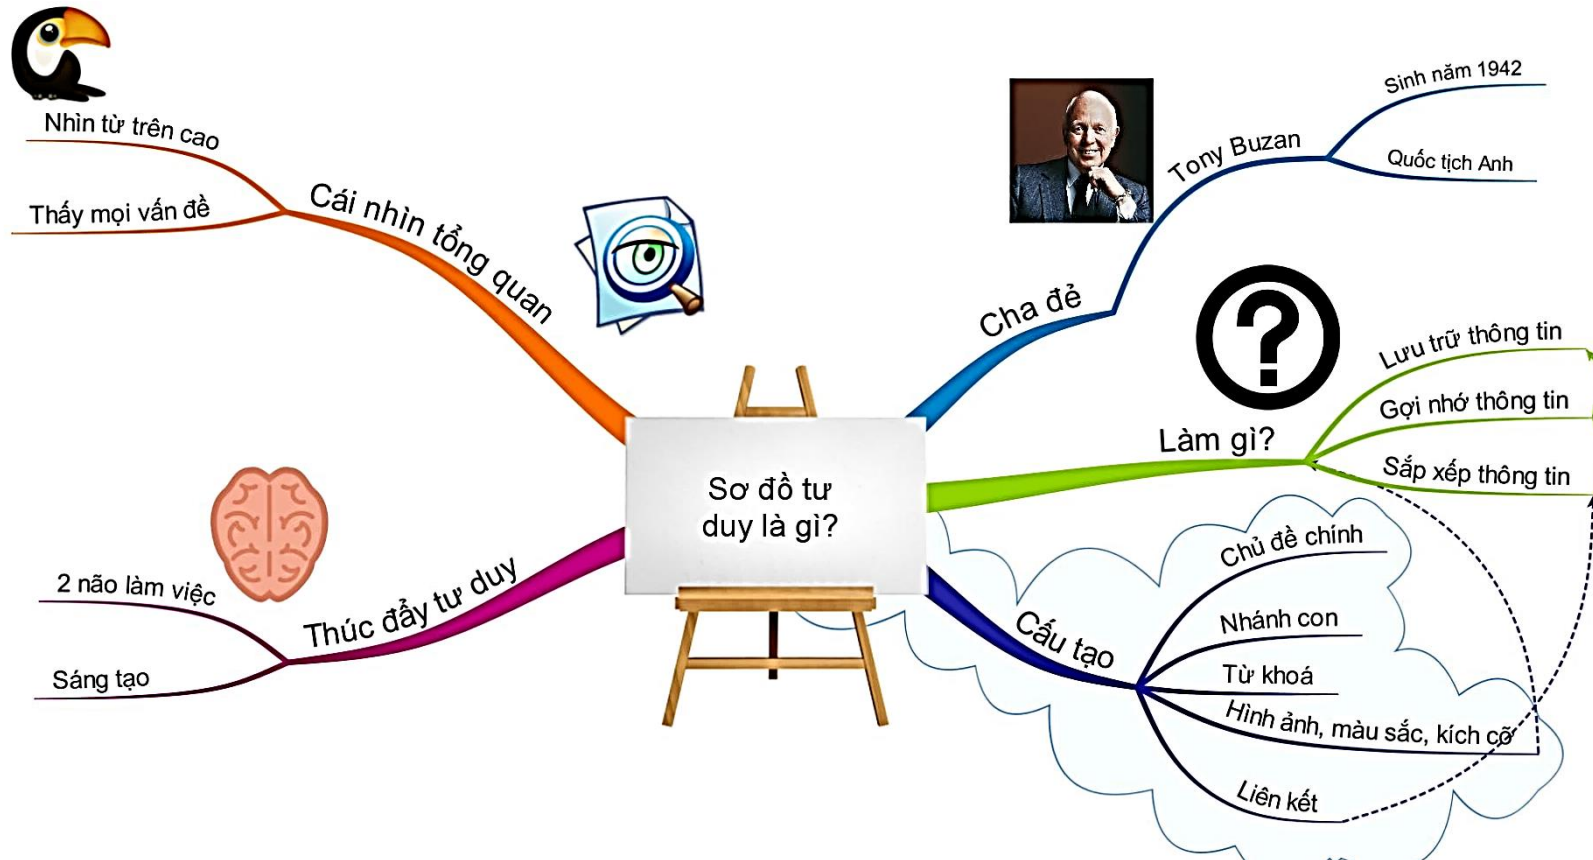 Sơ đồ tư
duy là gì?
Cái nhìn tổng quan
Nhìn từ trên cao
Thấy mọi vấn đề
Thúc đẩy tư duy
2 não làm việc
Sáng tạo
Cha đẻ
Tony Buzan
Sinh năm 1942
Quốc tịch Anh
Làm gì?
Lưu trữ thông tin
Gợi nhớ thông tin
Sắp xếp thông tin
Cấu tạo
Chủ đề chính
Nhánh con
Từ khoá
Hình ảnh, màu sắc, kích cỡ
Liên kết